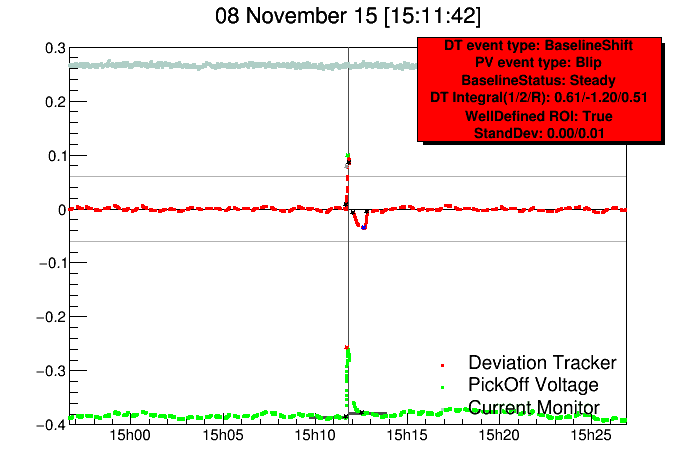 08 November 15 [15:11:42]
DT event type: BaselineShift
PV event type: Blip
BaselineStatus: Steady
DT Integral(1/2/R): 0.61/-1.20/0.51
WellDefined ROI: True
StandDev: 0.00/0.01
0.3
0.2
0.1
0
−0.1
−0.2
−0.3
−0.4
Deviation Tracker
PickOff Voltage
Current Monitor
15h00 15h05 15h10 15h15 15h20 15h25